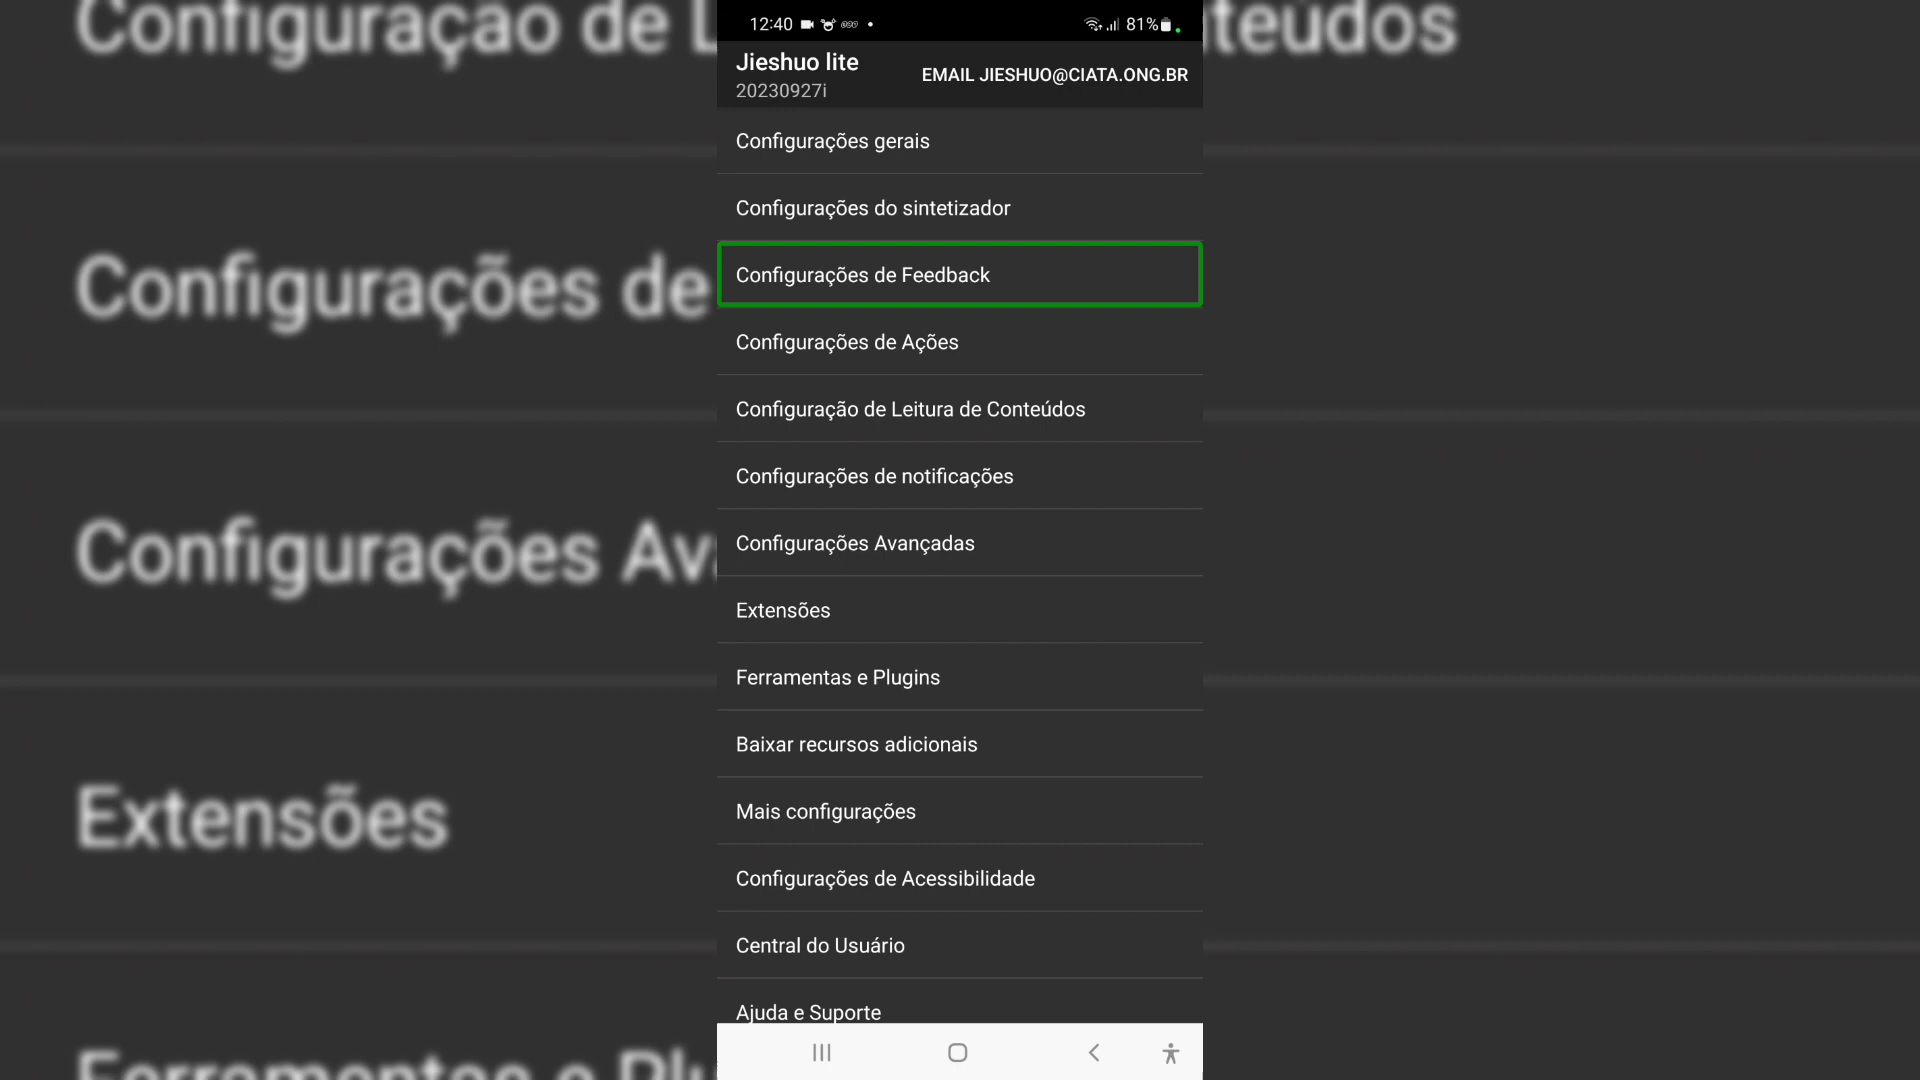 12:40
81%
Jieshuo lite
20230927i
EMAIL JIESHUO@CIATA.ONG.BR
Configurações gerais
Configurações do sintetizador
Configurações de Feedback
Configurações de Ações
Configuração de Leitura de Conteúdos
Configurações de notificações
Configurações Avançadas
Extensões
Ferramentas e Plugins
Baixar recursos adicionais
Mais configurações
Configurações de Acessibilidade
Central do Usuário
Ajuda e Suporte
Configuração de L
teúdos
Configurações de
Configurações Av
Extensões
Ferramentas e Plu